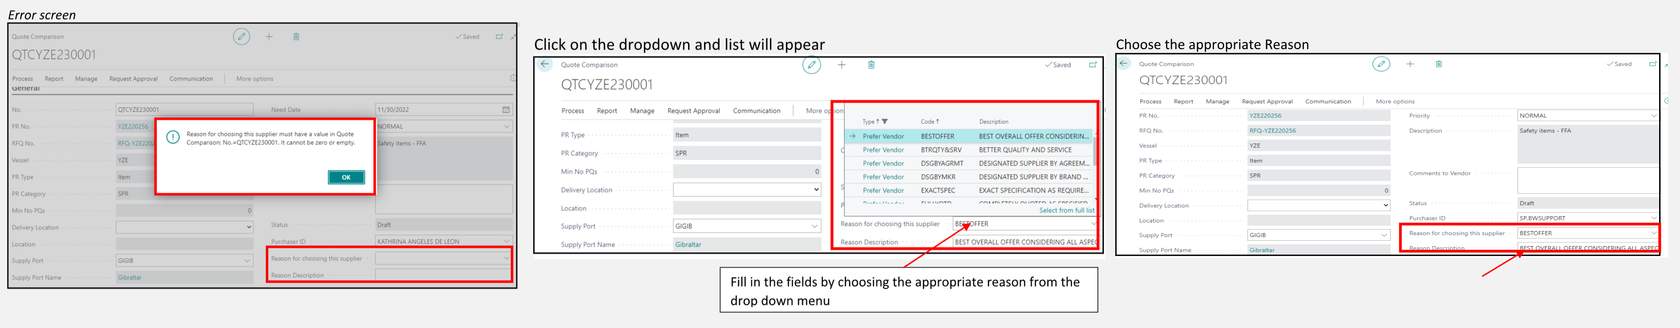 Error screen
Quote Comparison
Saved
QTCYZE230001
Process Report Manage Request Approval Communication More options
General
No. QTCYZE230001 Need Date 11/30/2022
PR No. YZE220256 NORMAL
RFQ No. RFQ-YZE220 Safety items - FFA
Vessel YZE
PR Type Item
PR Category SPR
Min No PQs 0
Delivery Location
Location
Supply Port GIGIB
Supply Port Name Gibraltar
Status Draft
Purchaser ID KATHRINA ANGELES DE LEON
Reason for choosing this supplier
Reason Description
Reason for choosing this supplier must have a value in Quote
Comparison: No.=QTCYZE230001. It cannot be zero or empty.
OK
Click on the dropdown and list will appear
Quote Comparison
Saved
QTCYZE230001
Process Report Manage Request Approval Communication More option
PR Type Item
PR Category SPR
Min No PQs 0
Delivery Location
Location
Supply Port GIGIB
Supply Port Name Gibraltar
Type ↑ Code ↑ Description
Prefer Vendor BESTOFFER BEST OVERALL OFFER CONSIDERIN...
Prefer Vendor BTRQTY&SRV BETTER QUALITY AND SERVICE
Prefer Vendor DSGBYAGRMT DESIGNATED SUPPLIER BY AGREEM...
Prefer Vendor DSGBYMKR DESIGNATED SUPPLIER BY BRAND ...
Prefer Vendor EXACTSPEC EXACT SPECIFICATION AS REQUIRE...
Select from full list
Reason for choosing this supplier BESTOFFER
Reason Description BEST OVERALL OFFER CONSIDERING ALL ASPEC
Fill in the fields by choosing the appropriate reason from the
drop down menu
Choose the appropriate Reason
Quote Comparison
Saved
QTCYZE230001
Process Report Manage Request Approval Communication More options
PR No. YZE220256
RFQ No. RFQ-YZE220256
Vessel YZE
PR Type Item
PR Category SPR
Min No PQs 0
Delivery Location
Location
Supply Port GIGIB
Supply Port Name Gibraltar
Priority NORMAL
Description Safety items - FFA
Comments to Vendor
Status Draft
Purchaser ID SP.BWSUPPORT
Reason for choosing this supplier BESTOFFER
Reason Description BEST OVERALL OFFER CONSIDERING ALL ASPEC